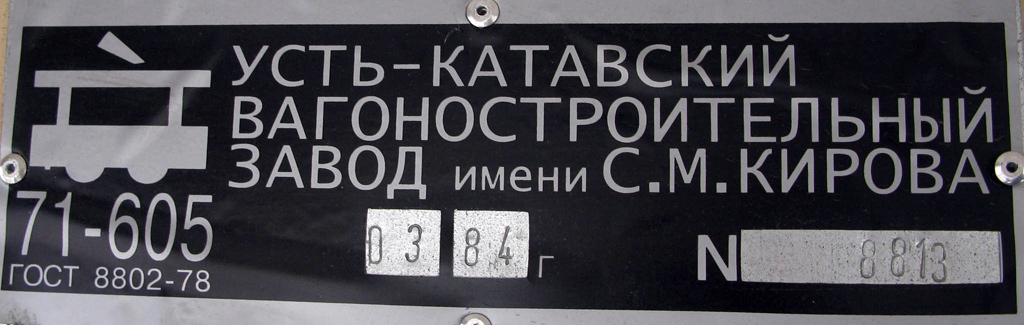 УСТЬ-КАТАВСКИЙ
ВАГОНОСТРОИТЕЛЬНЫЙ
ЗАВОД имени С.М.КИРОВА
71-605
ГОСТ 8802-78
03 84 г
N 8813